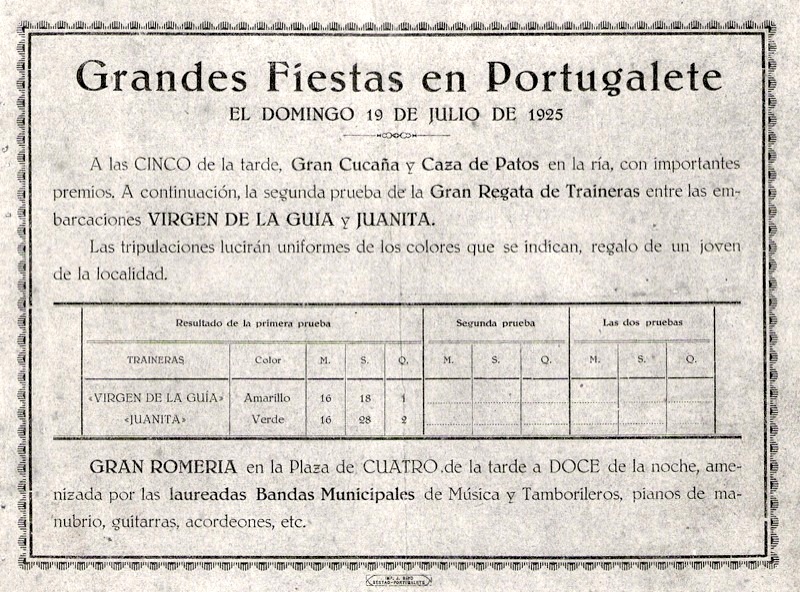 Grandes Fiestas en Portugalete
EL DOMINGO 19 DE JULIO DE 1925
A las CINCO de la tarde, Gran Cucaña y Caza de Patos en la ría, con importantes
premios. A continuación, la segunda prueba de la Gran Regata de Traineras entre las em-
barcaciones VIRGEN DE LA GUIA y JUANITA.
Las tripulaciones lucirán uniformes de los colores que se indican, regalo de un joven
de la localidad.
Resultado de la primera prueba Segunda prueba Las dos pruebas
TRAINERAS Color M. S. Q. M. S. Q. M. S. Q.
«VIRGEN DE LA GUÍA» Amarillo 16 18 1
«JUANITA» Verde 16 28 2
GRAN ROMERIA en la Plaza de CUATRO de la tarde a DOCE de la noche, ame-
nizada por las laureadas Bandas Municipales de Música y Tamborileros, pianos de ma-
nubrio, guitarras, acordeones, etc.
SESTAO-PORTUGALETE